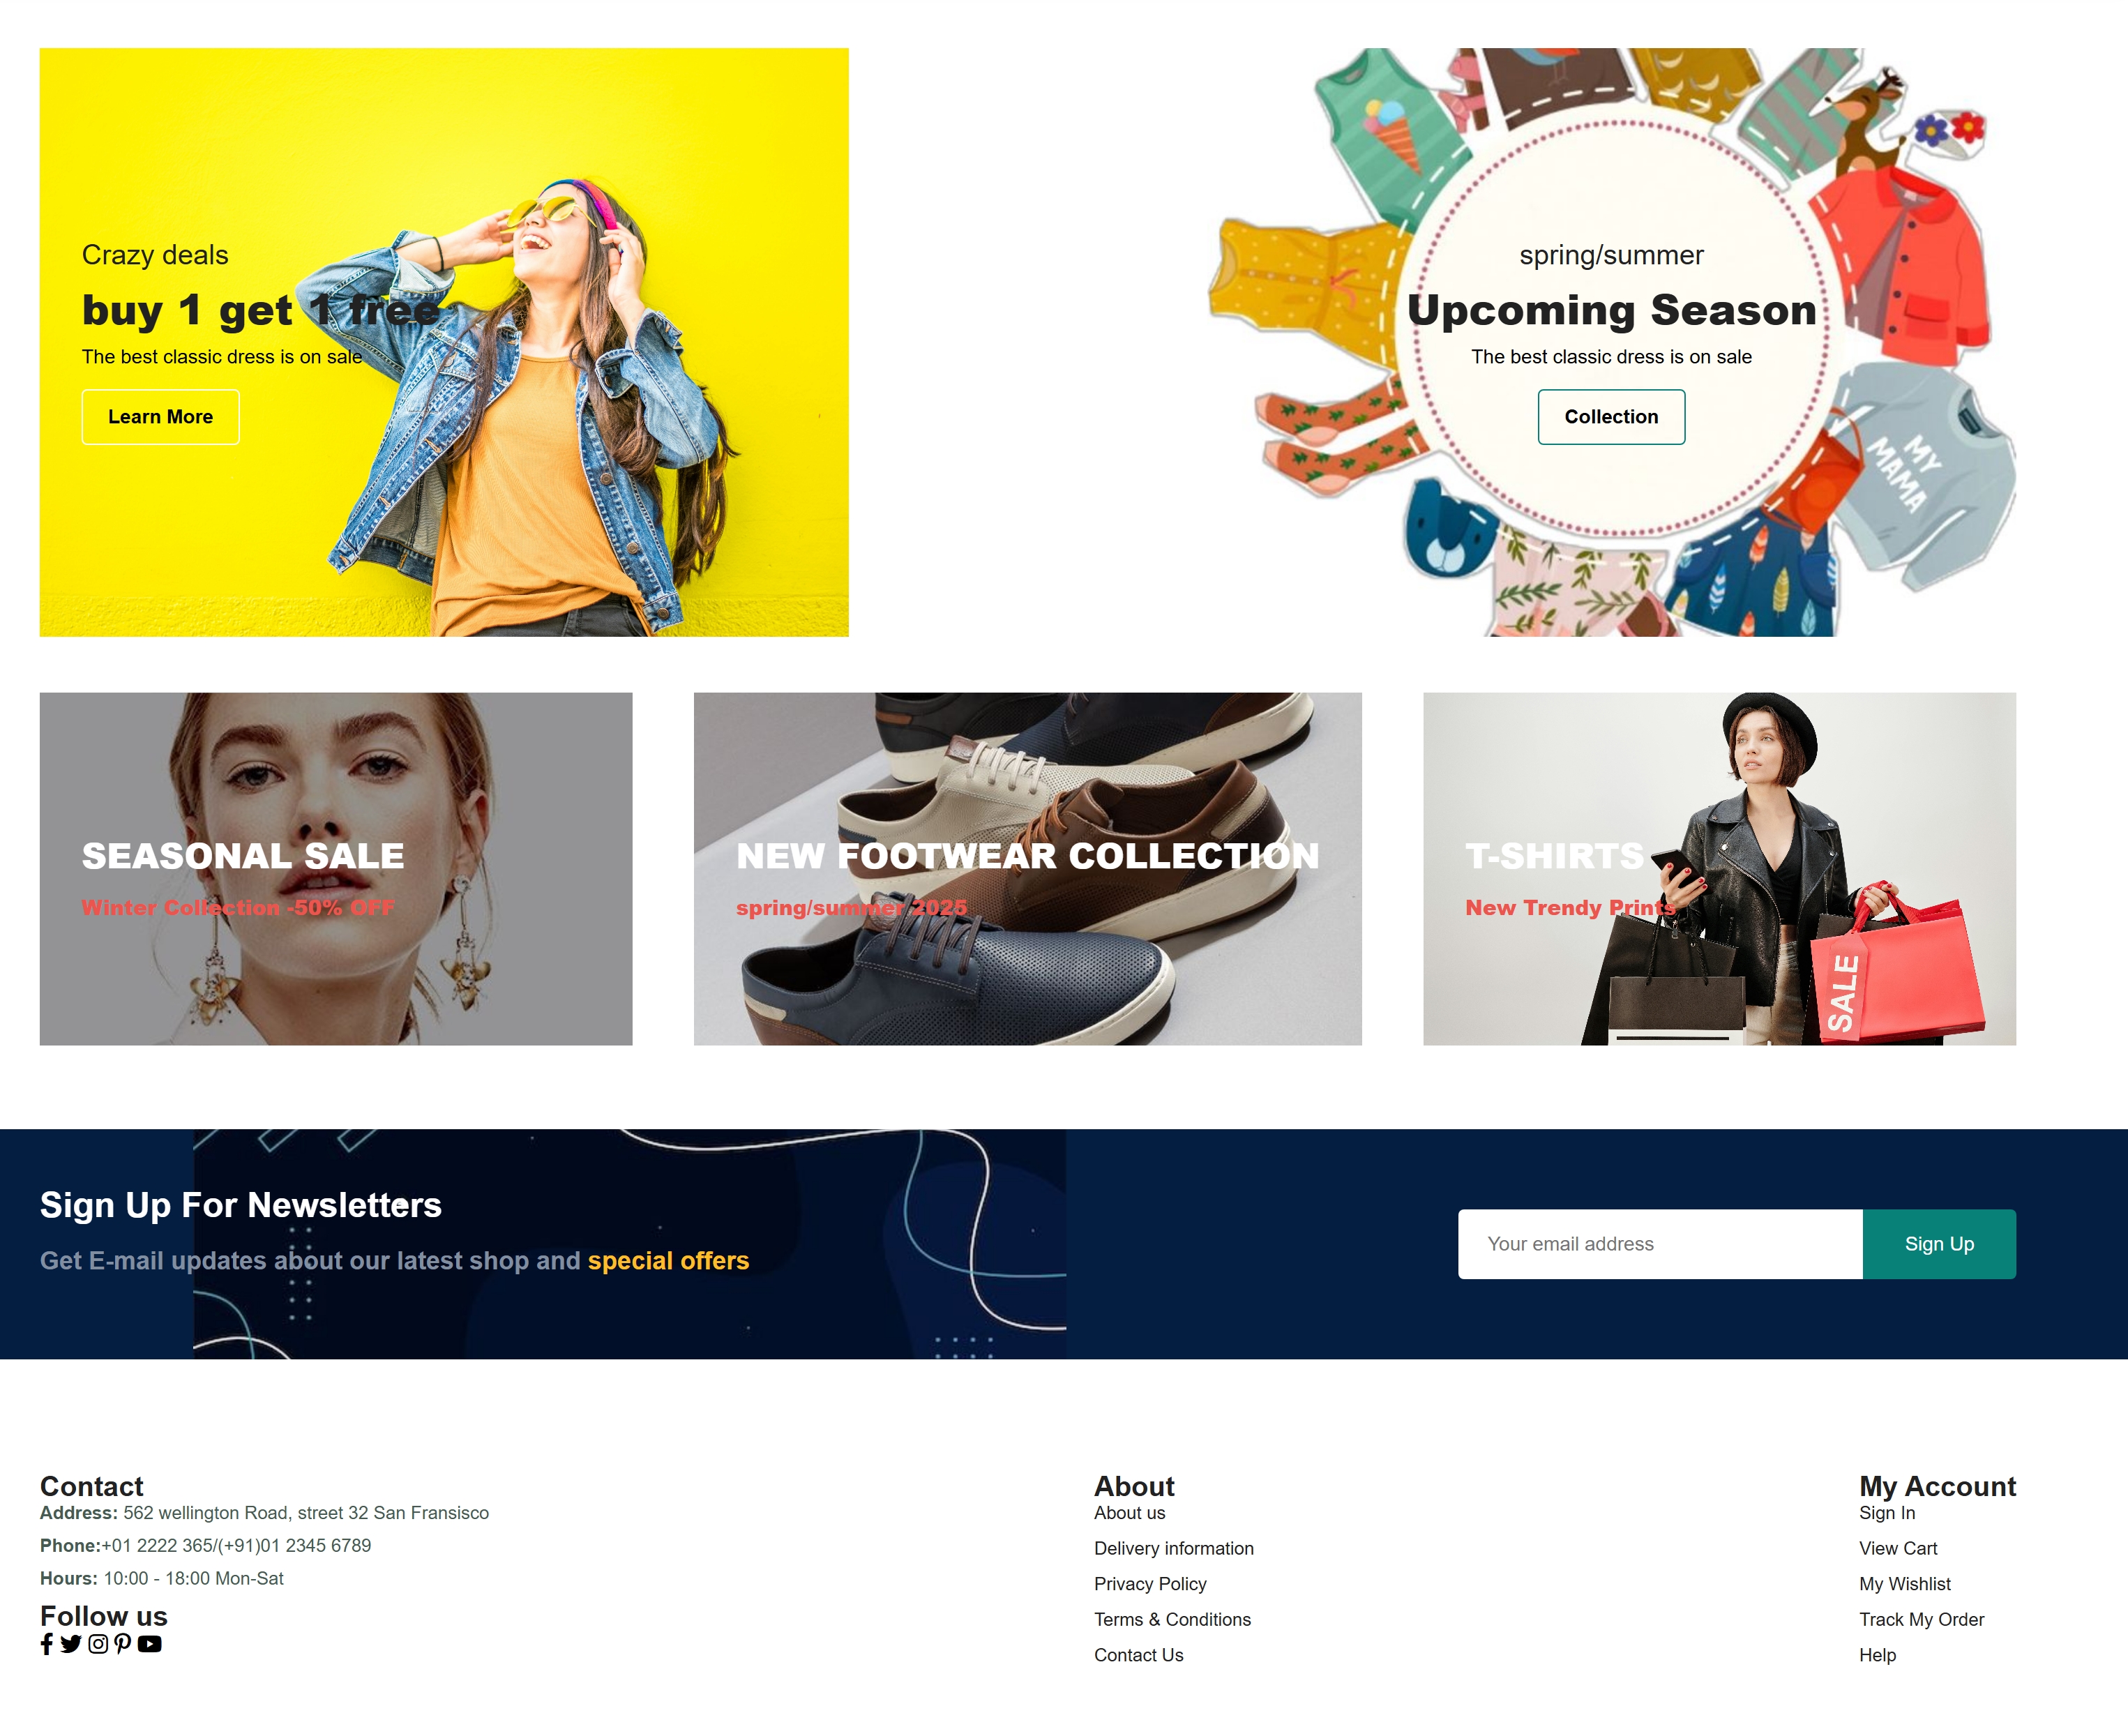 Crazy deals
buy 1 get 1 free
The best classic dress is on sale
Learn More
spring/summer
Upcoming Season
The best classic dress is on sale
Collection
MY
MAMA
SEASONAL SALE
Winter Collection -50% OFF
NEW FOOTWEAR COLLECTION
spring/summer 2025
T-SHIRTS
New Trendy Prints
SALE
Sign Up For Newsletters
Get E-mail updates about our latest shop and special offers
Your email address
Sign Up
Contact
Address: 562 wellington Road, street 32 San Fransisco
Phone:+01 2222 365/(+91)01 2345 6789
Hours: 10:00 - 18:00 Mon-Sat
Follow us
About
About us
Delivery information
Privacy Policy
Terms & Conditions
Contact Us
My Account
Sign In
View Cart
My Wishlist
Track My Order
Help